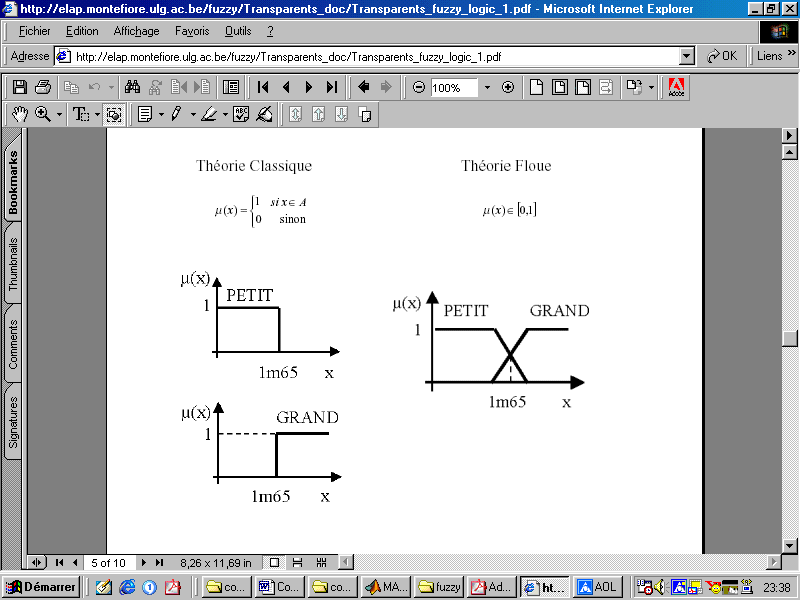 http://elap.montefiore.ulg.ac.be/fuzzy/Transparents_doc/Transparents_fuzzy_logic_1.pdf - Microsoft Internet Explorer
Fichier Edition Affichage Favoris Outils ?
Adresse http://elap.montefiore.ulg.ac.be/fuzzy/Transparents_doc/Transparents_fuzzy_logic_1.pdf OK Liens »
100% Adobe
Bookmarks
Thumbnails
Comments
Signatures
Théorie Classique
μ(x) = {1 si x ∈ A
0 sinon
Théorie Floue
μ(x) ∈ [0,1]
μ(x)
PETIT
1
1m65 x
μ(x)
GRAND
1
1m65 x
μ(x) PETIT GRAND
1
1m65 x
5 of 10 8,26 x 11,69 in
Démarrer co... Co... co... MA... fuzzy Ad... ht... AOL 23:38